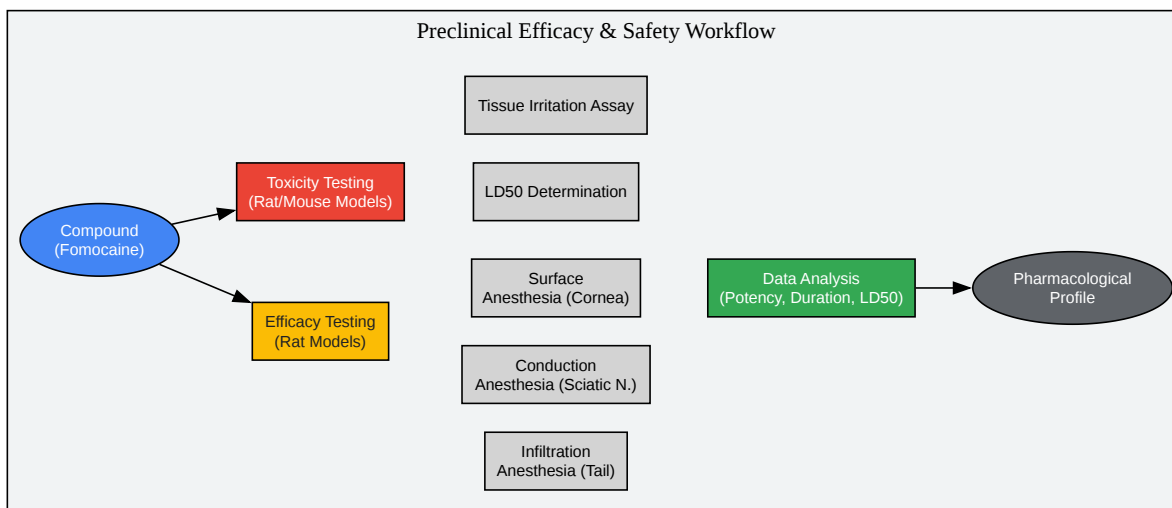 Preclinical Efficacy & Safety Workflow
Compound
(Fomocaine)
Toxicity Testing
(Rat/Mouse Models)
Efficacy Testing
(Rat Models)
Tissue Irritation Assay
LD50 Determination
Surface
Anesthesia (Cornea)
Conduction
Anesthesia (Sciatic N.)
Infiltration
Anesthesia (Tail)
Data Analysis
(Potency, Duration, LD50)
Pharmacological
Profile